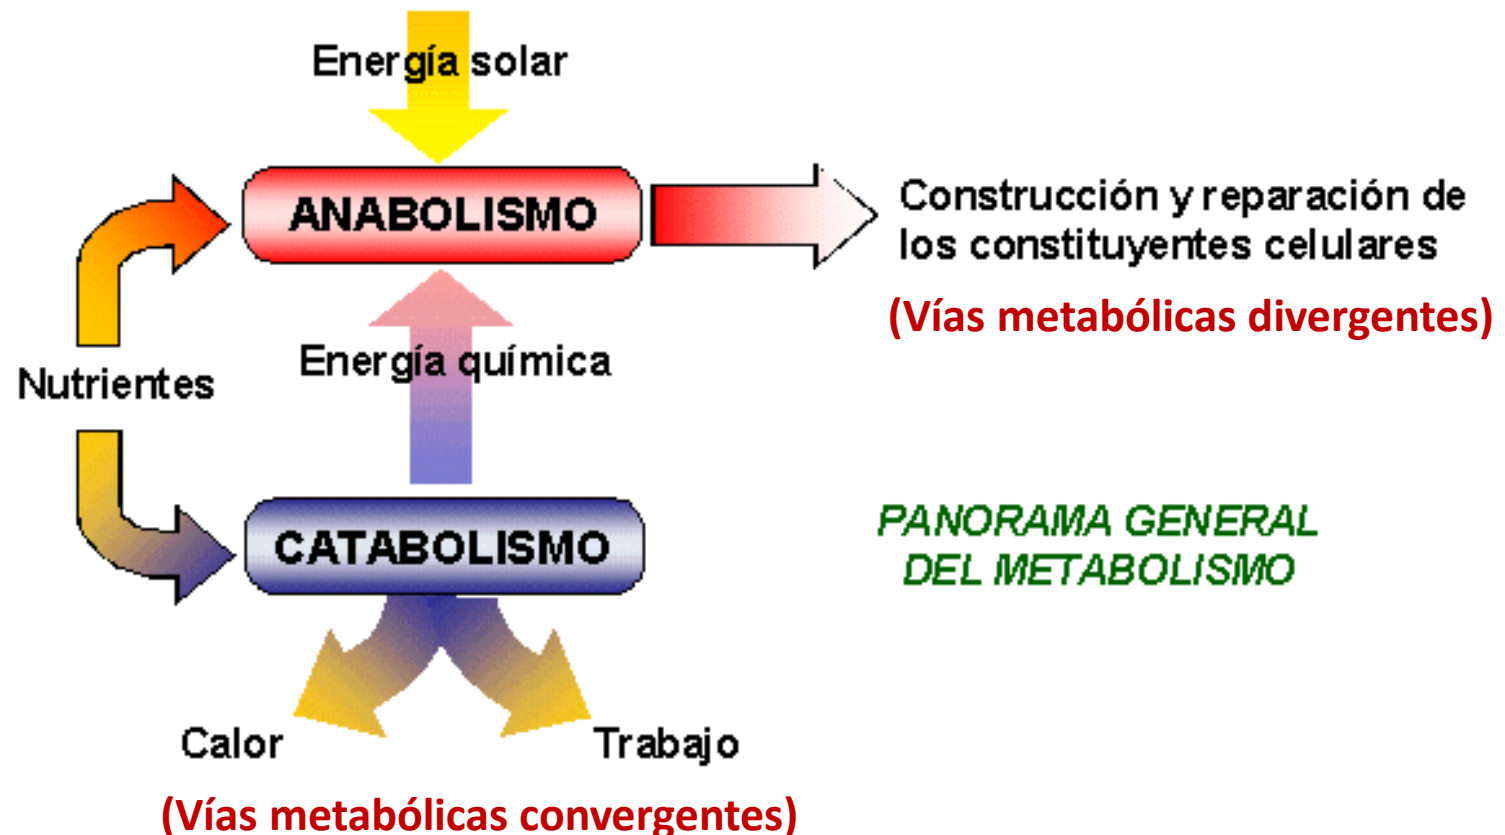 Energía solar
ANABOLISMO
Construcción y reparación de
los constituyentes celulares
(Vías metabólicas divergentes)
Energía química
Nutrientes
CATABOLISMO
PANORAMA GENERAL
DEL METABOLISMO
Calor
Trabajo
(Vías metabólicas convergentes)